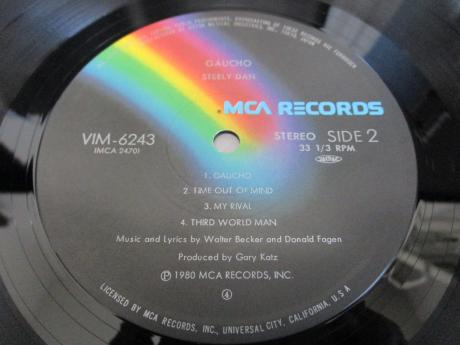 GAUCHO
STEELY DAN
MCA RECORDS
VIM-6243
(MCA 2470)
STEREO SIDE 2
33 1/3 RPM
1. GAUCHO
2. TIME OUT OF MIND
3. MY RIVAL
4. THIRD WORLD MAN
Music and Lyrics by Walter Becker and Donald Fagen
Produced by Gary Katz
℗ 1980 MCA RECORDS, INC.
④
LICENSED BY MCA RECORDS, INC., UNIVERSAL CITY, CALIFORNIA, U.S.A